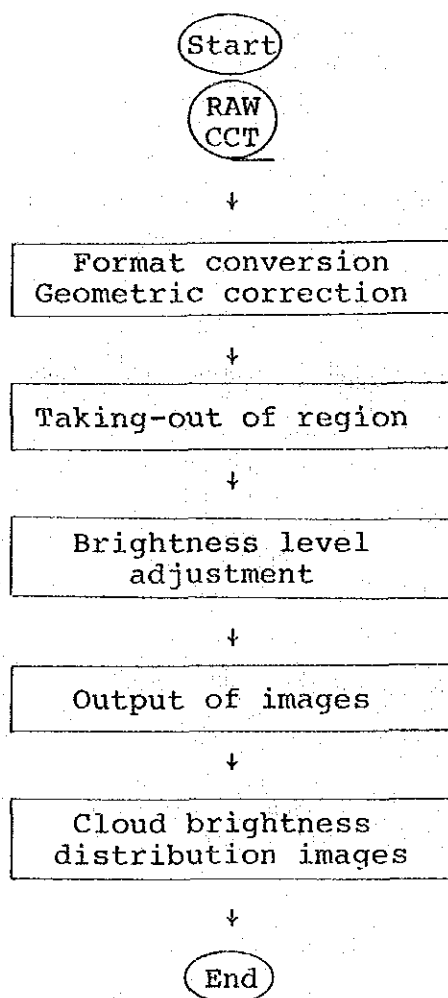 Start
RAW
CCT
↓
Format conversion
Geometric correction
↓
Taking-out of region
↓
Brightness level
adjustment
↓
Output of images
↓
Cloud brightness
distribution images
↓
End